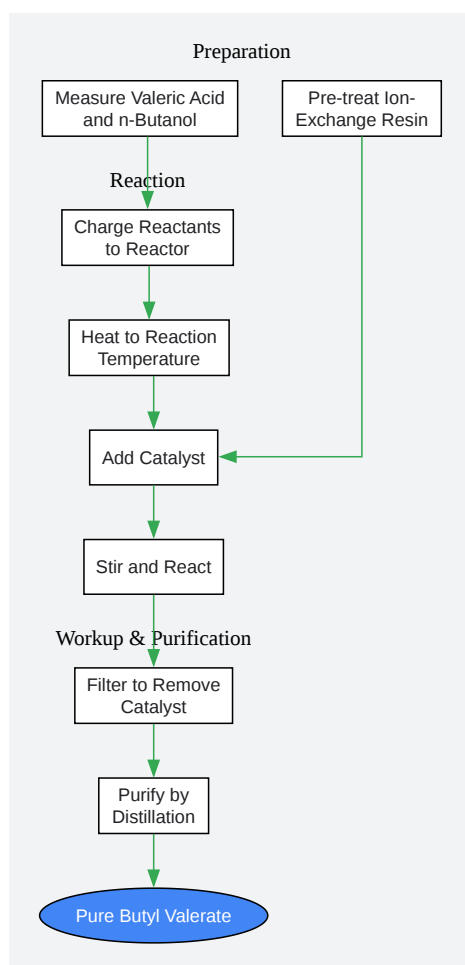 Preparation
Measure Valeric Acid
and n-Butanol
Pre-treat Ion-
Exchange Resin
Reaction
Charge Reactants
to Reactor
Heat to Reaction
Temperature
Add Catalyst
Stir and React
Workup & Purification
Filter to Remove
Catalyst
Purify by
Distillation
Pure Butyl Valerate